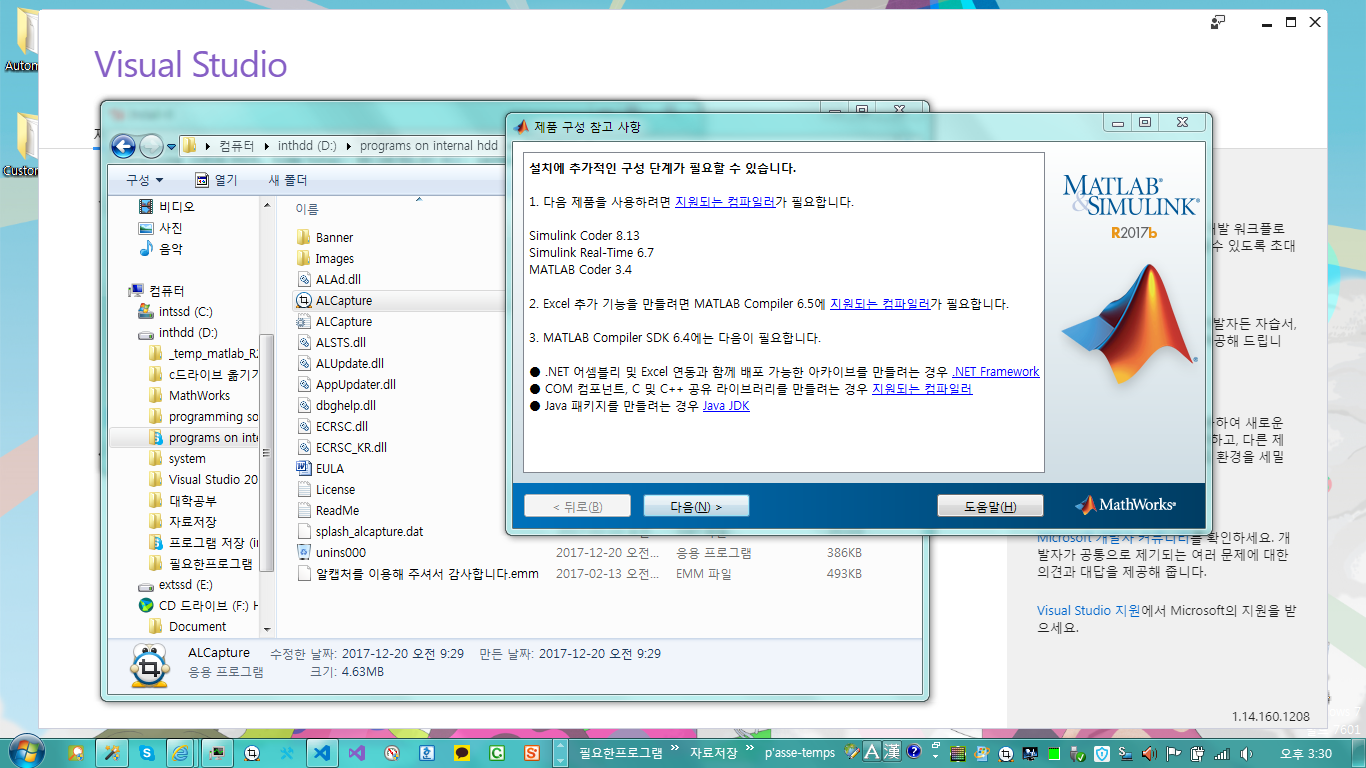 Autom
Custon
Visual Studio
컴퓨터
inthdd (D:)
programs on internal hdd
구성
열기
새 폴더
비디오
사진
음악
컴퓨터
intssd (C:)
inthdd (D:)
_temp_matlab_R2
c드라이브 옮기기
MathWorks
programming so
programs on inte
system
Visual Studio 20
대학공부
자료저장
프로그램 저장 (in
필요한프로그램
extssd (E:)
CD 드라이브 (F:) H
Document
이름
Banner
Images
ALAd.dll
ALCapture
ALCapture
ALSTS.dll
ALUpdate.dll
AppUpdater.dll
dbghelp.dll
ECRSC.dll
ECRSC_KR.dll
EULA
License
ReadMe
splash_alcapture.dat
unins000 2017-12-20 오전... 응용 프로그램 386KB
알캡처를 이용해 주셔서 감사합니다.emm 2017-02-13 오전... EMM 파일 493KB
ALCapture 수정한 날짜: 2017-12-20 오전 9:29 만든 날짜: 2017-12-20 오전 9:29
응용 프로그램 크기: 4.63MB
제품 구성 참고 사항
설치에 추가적인 구성 단계가 필요할 수 있습니다.
1. 다음 제품을 사용하려면 지원되는 컴파일러가 필요합니다.
Simulink Coder 8.13
Simulink Real-Time 6.7
MATLAB Coder 3.4
2. Excel 추가 기능을 만들려면 MATLAB Compiler 6.5에 지원되는 컴파일러가 필요합니다.
3. MATLAB Compiler SDK 6.4에는 다음이 필요합니다.
● .NET 어셈블리 및 Excel 연동과 함께 배포 가능한 아카이브를 만들려는 경우 .NET Framework
● COM 컴포넌트, C 및 C++ 공유 라이브러리를 만들려는 경우 지원되는 컴파일러
● Java 패키지를 만들려는 경우 Java JDK
MATLAB®
&SIMULINK®
R2017b
< 뒤로(B)
다음(N) >
도움말(H)
MathWorks®
개발 워크플로
수 있도록 초대
발자든 자습서,
공해 드립니
하여 새로운
하고, 다른 제
환경을 세밀
Microsoft 개발자 커뮤니티를 확인하세요. 개
발자가 공통으로 제기되는 여러 문제에 대한
의견과 대답을 제공해 줍니다.
Visual Studio 지원에서 Microsoft의 지원을 받
으세요.
1.14.160.1208
7601
필요한프로그램 »
자료저장 »
p'asse-temps
A 漢
오후 3:30